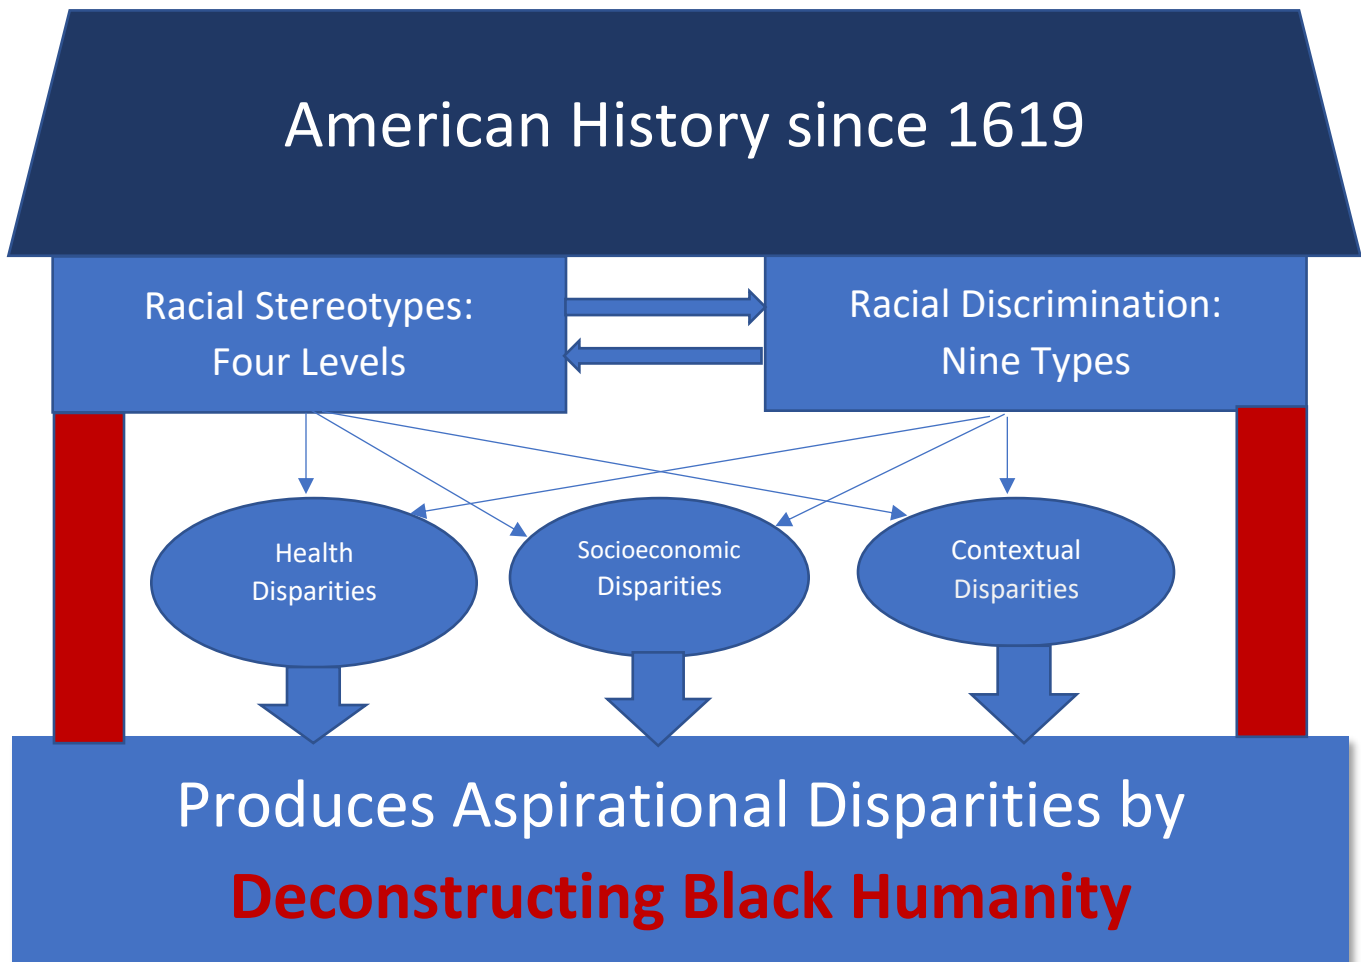 American History since 1619
Racial Stereotypes:
Four Levels
Racial Discrimination:
Nine Types
Health
Disparities
Socioeconomic
Disparities
Contextual
Disparities
Produces Aspirational Disparities by
Deconstructing Black Humanity